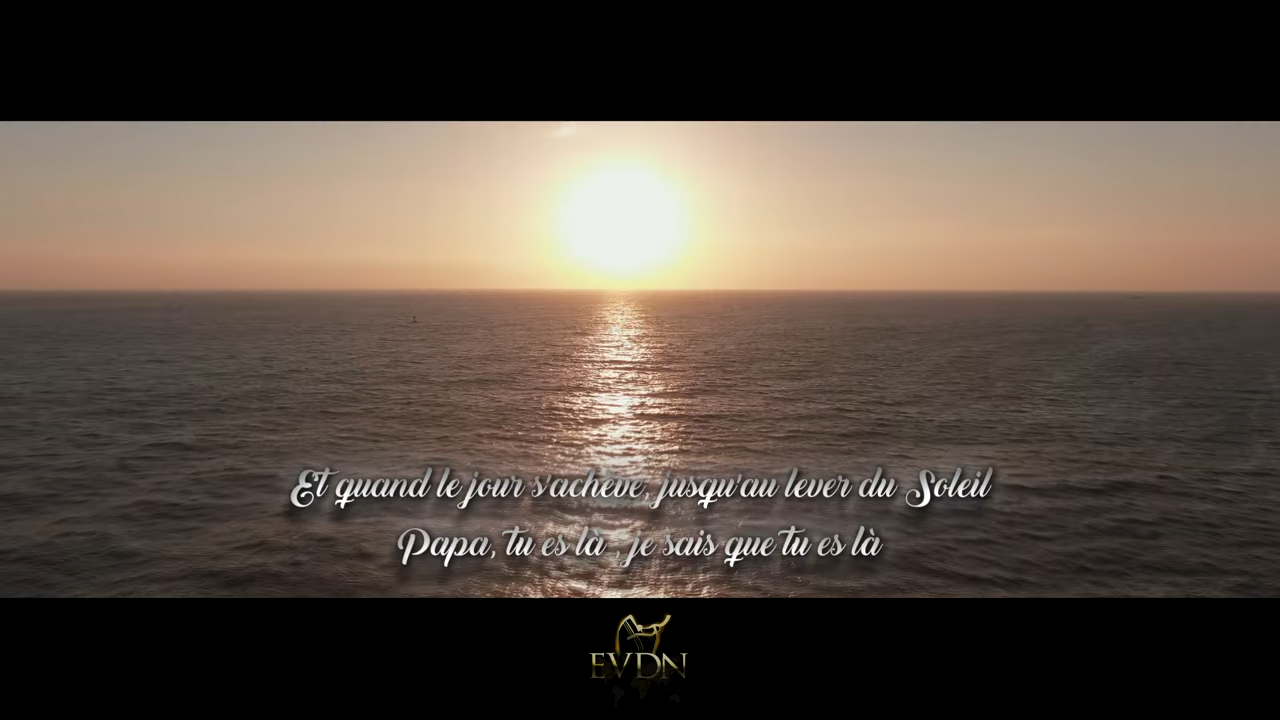 Et quand le jour s'achève, jusqu'au lever du Soleil
Papa, tu es là , je sais que tu es là
EVDN